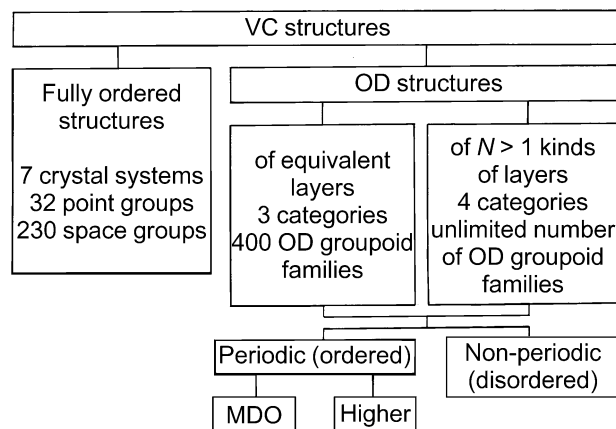 VC structures
Fully ordered
structures
7 crystal systems
32 point groups
230 space groups
OD structures
of equivalent
layers
3 categories
400 OD groupoid
families
of N > 1 kinds
of layers
4 categories
unlimited number
of OD groupoid
families
Periodic (ordered)
Non-periodic
(disordered)
MDO
Higher